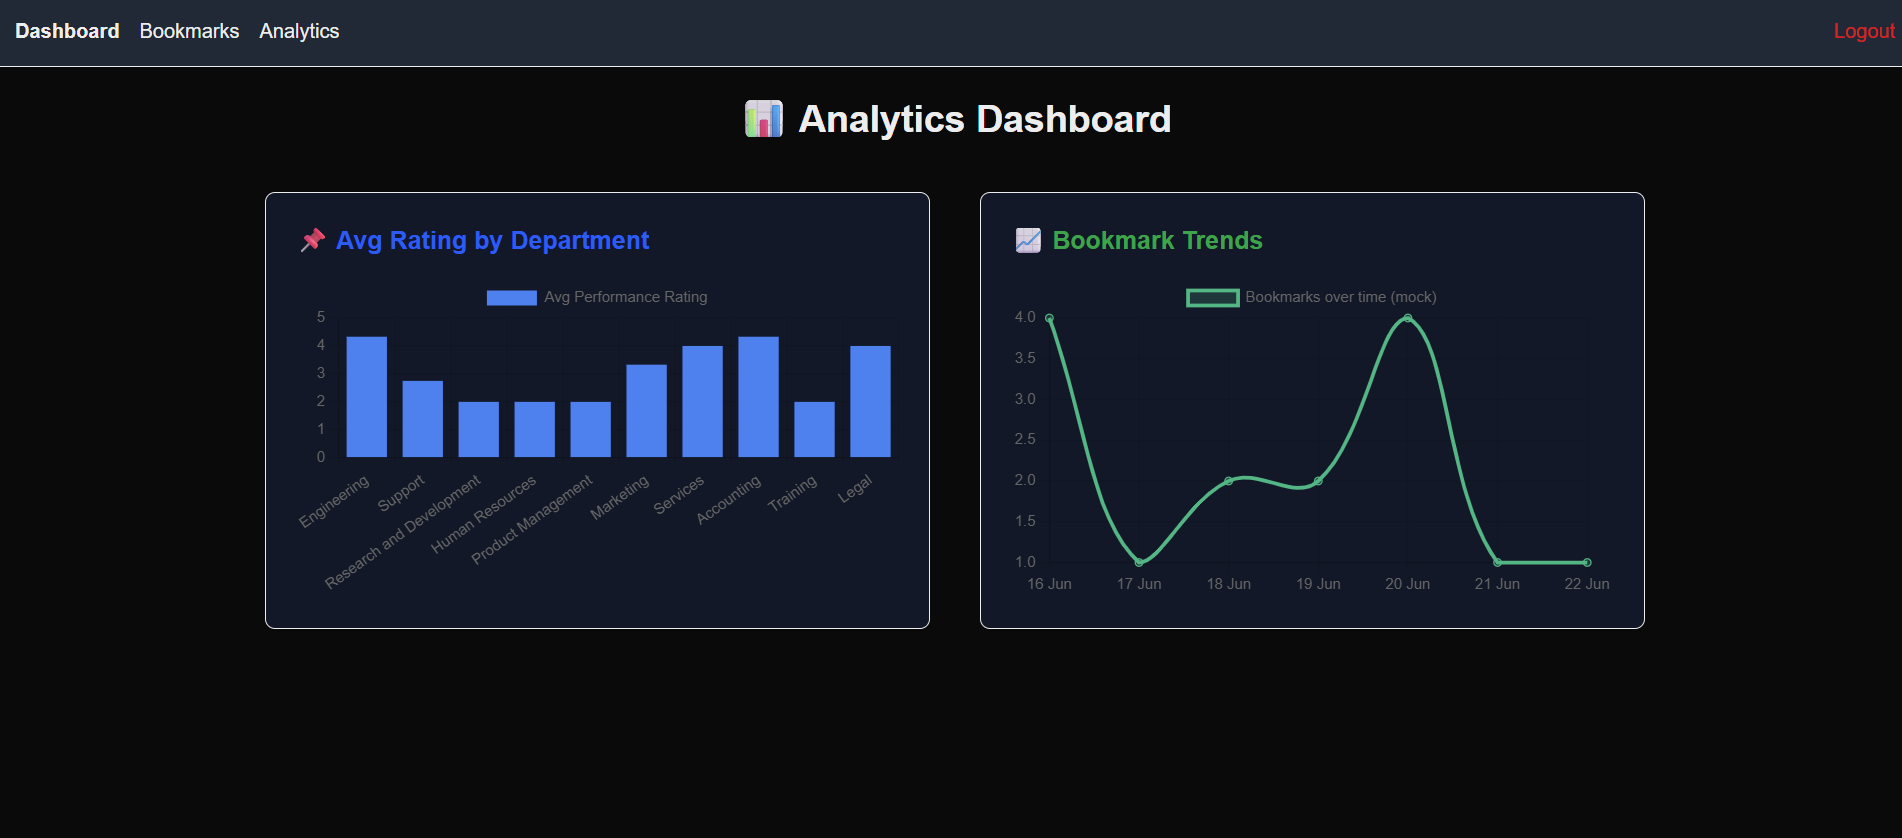 Dashboard Bookmarks Analytics Logout
Analytics Dashboard
Avg Rating by Department
Avg Performance Rating
5
4
3
2
1
0
Engineering
Support
Research and Development
Human Resources
Product Management
Marketing
Services
Accounting
Training
Legal
Bookmark Trends
Bookmarks over time (mock)
4.0
3.5
3.0
2.5
2.0
1.5
1.0
16 Jun 17 Jun 18 Jun 19 Jun 20 Jun 21 Jun 22 Jun